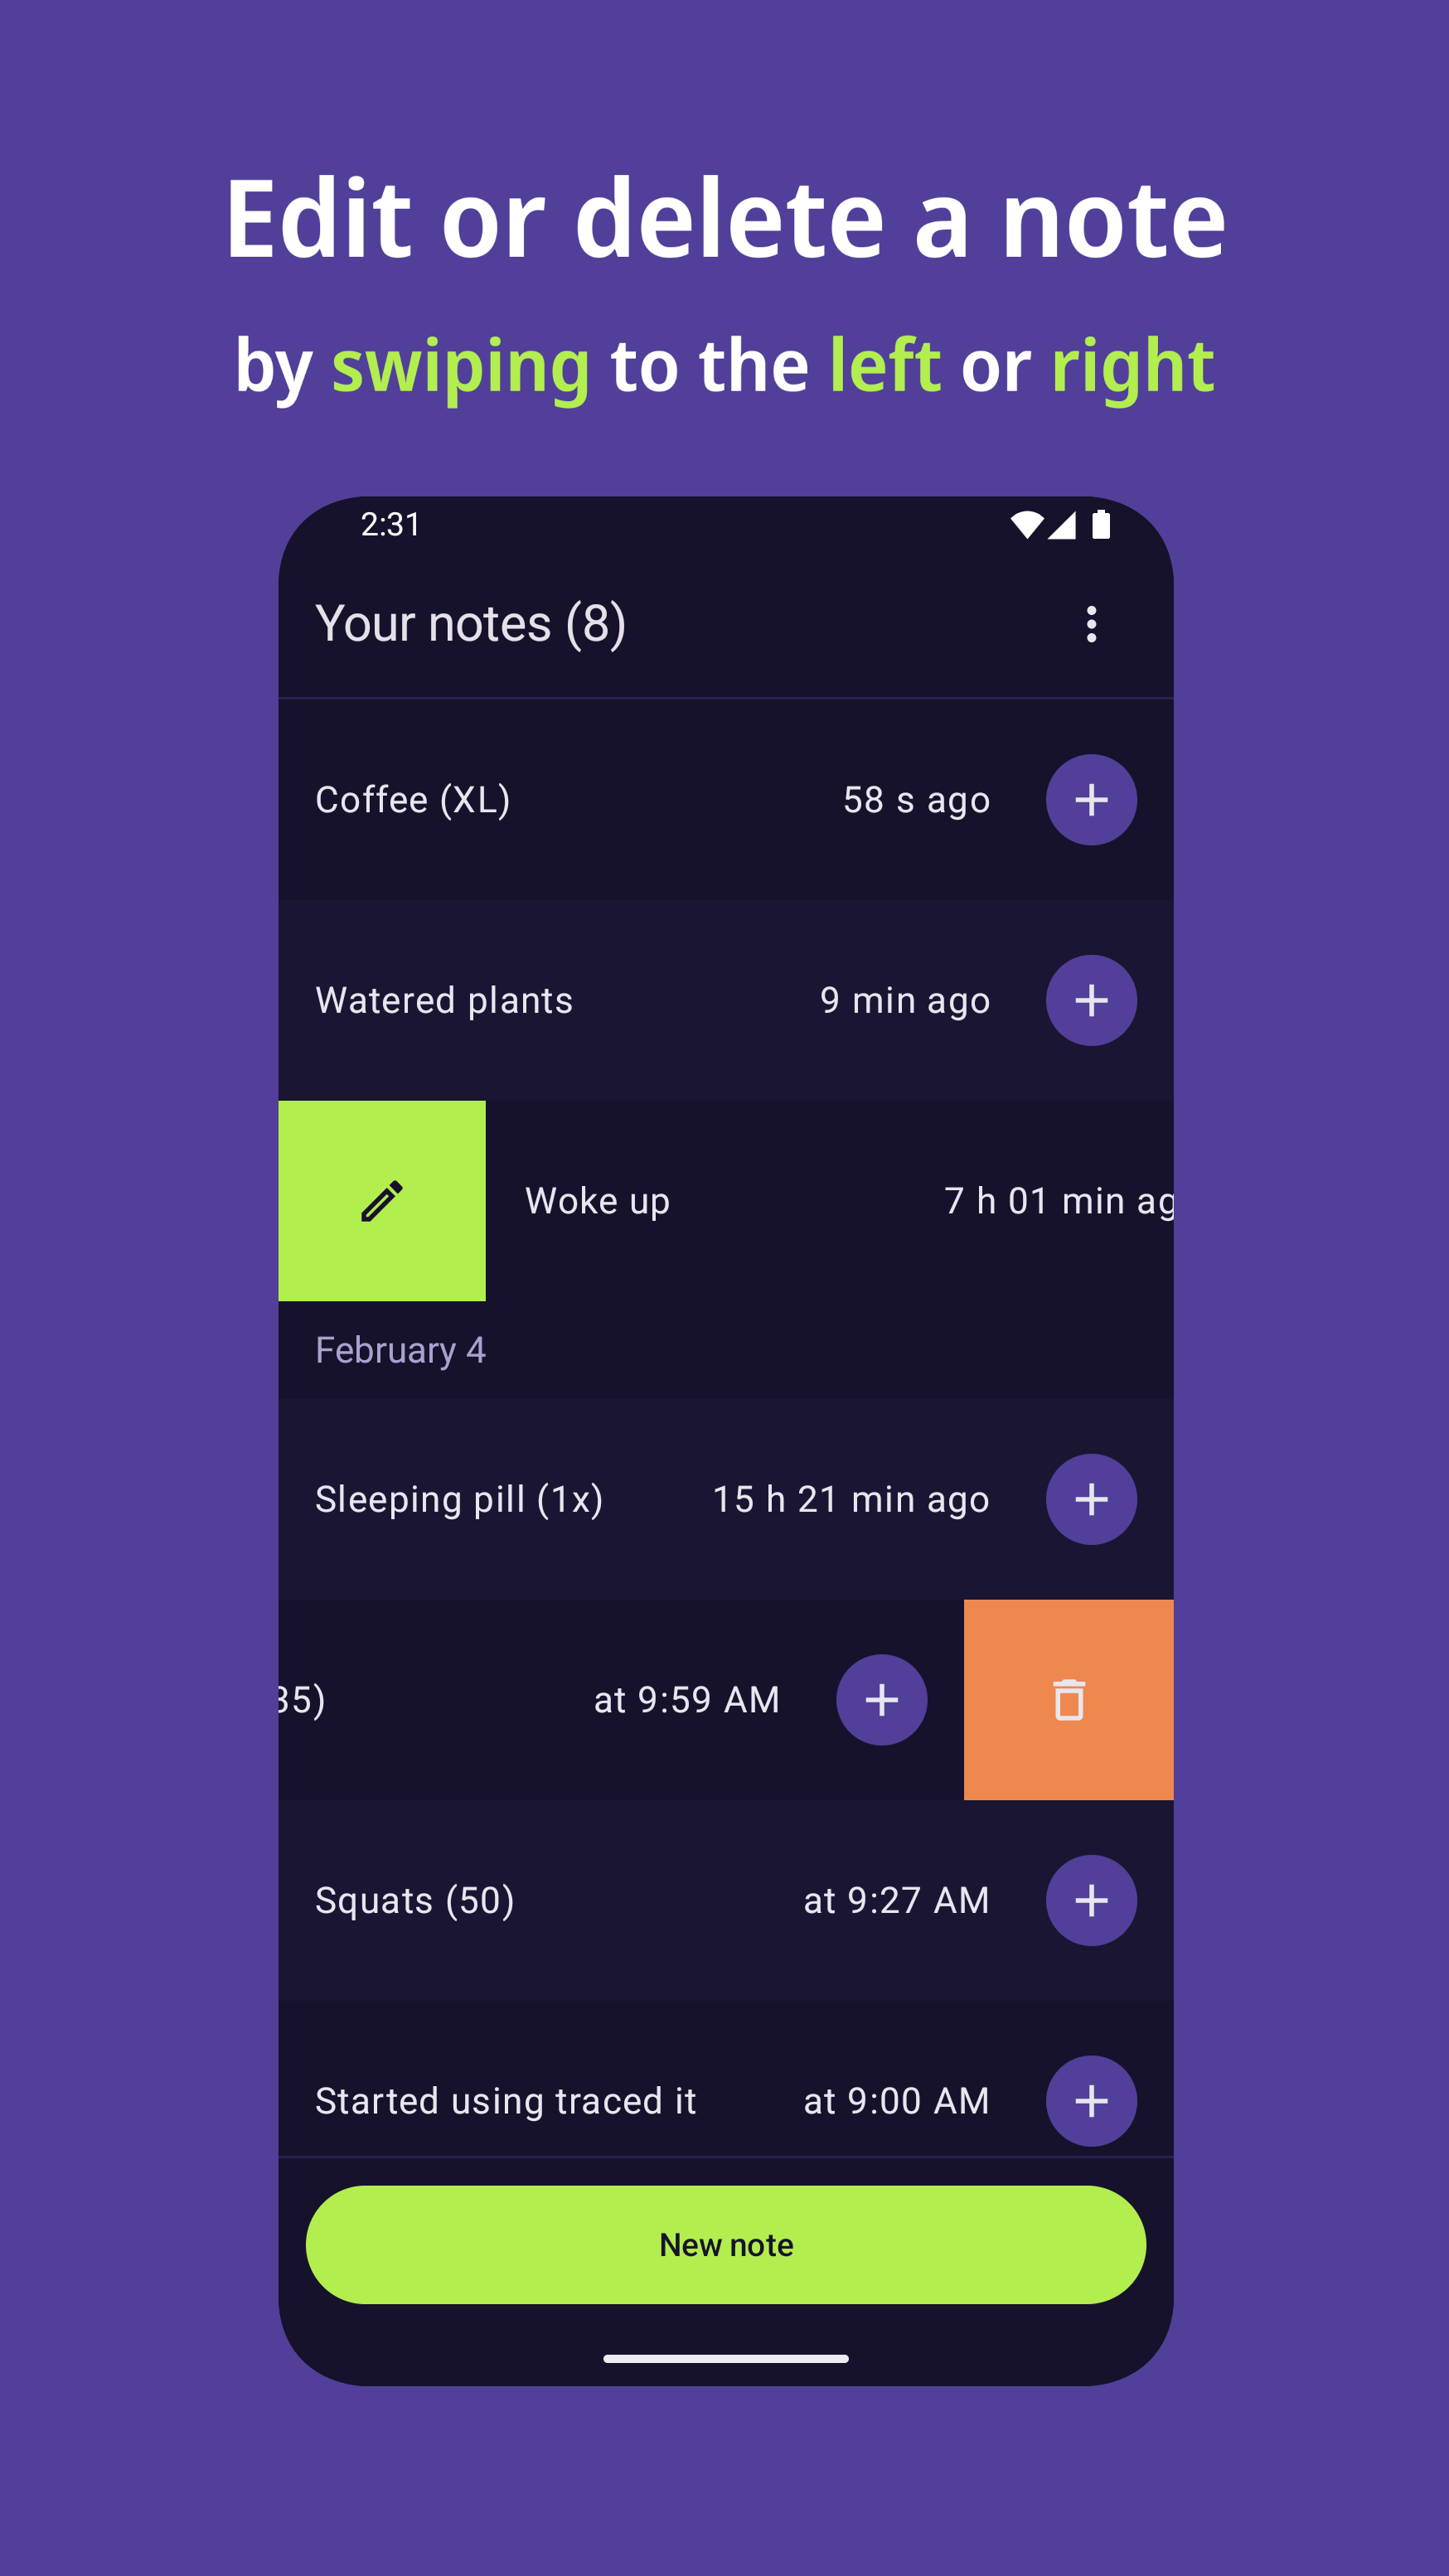 Edit or delete a note
by swiping to the left or right
2:31
Your notes (8)
Coffee (XL) 58 s ago
Watered plants 9 min ago
Woke up 7 h 01 min ag
February 4
Sleeping pill (1x) 15 h 21 min ago
35) at 9:59 AM
Squats (50) at 9:27 AM
Started using traced it at 9:00 AM
New note